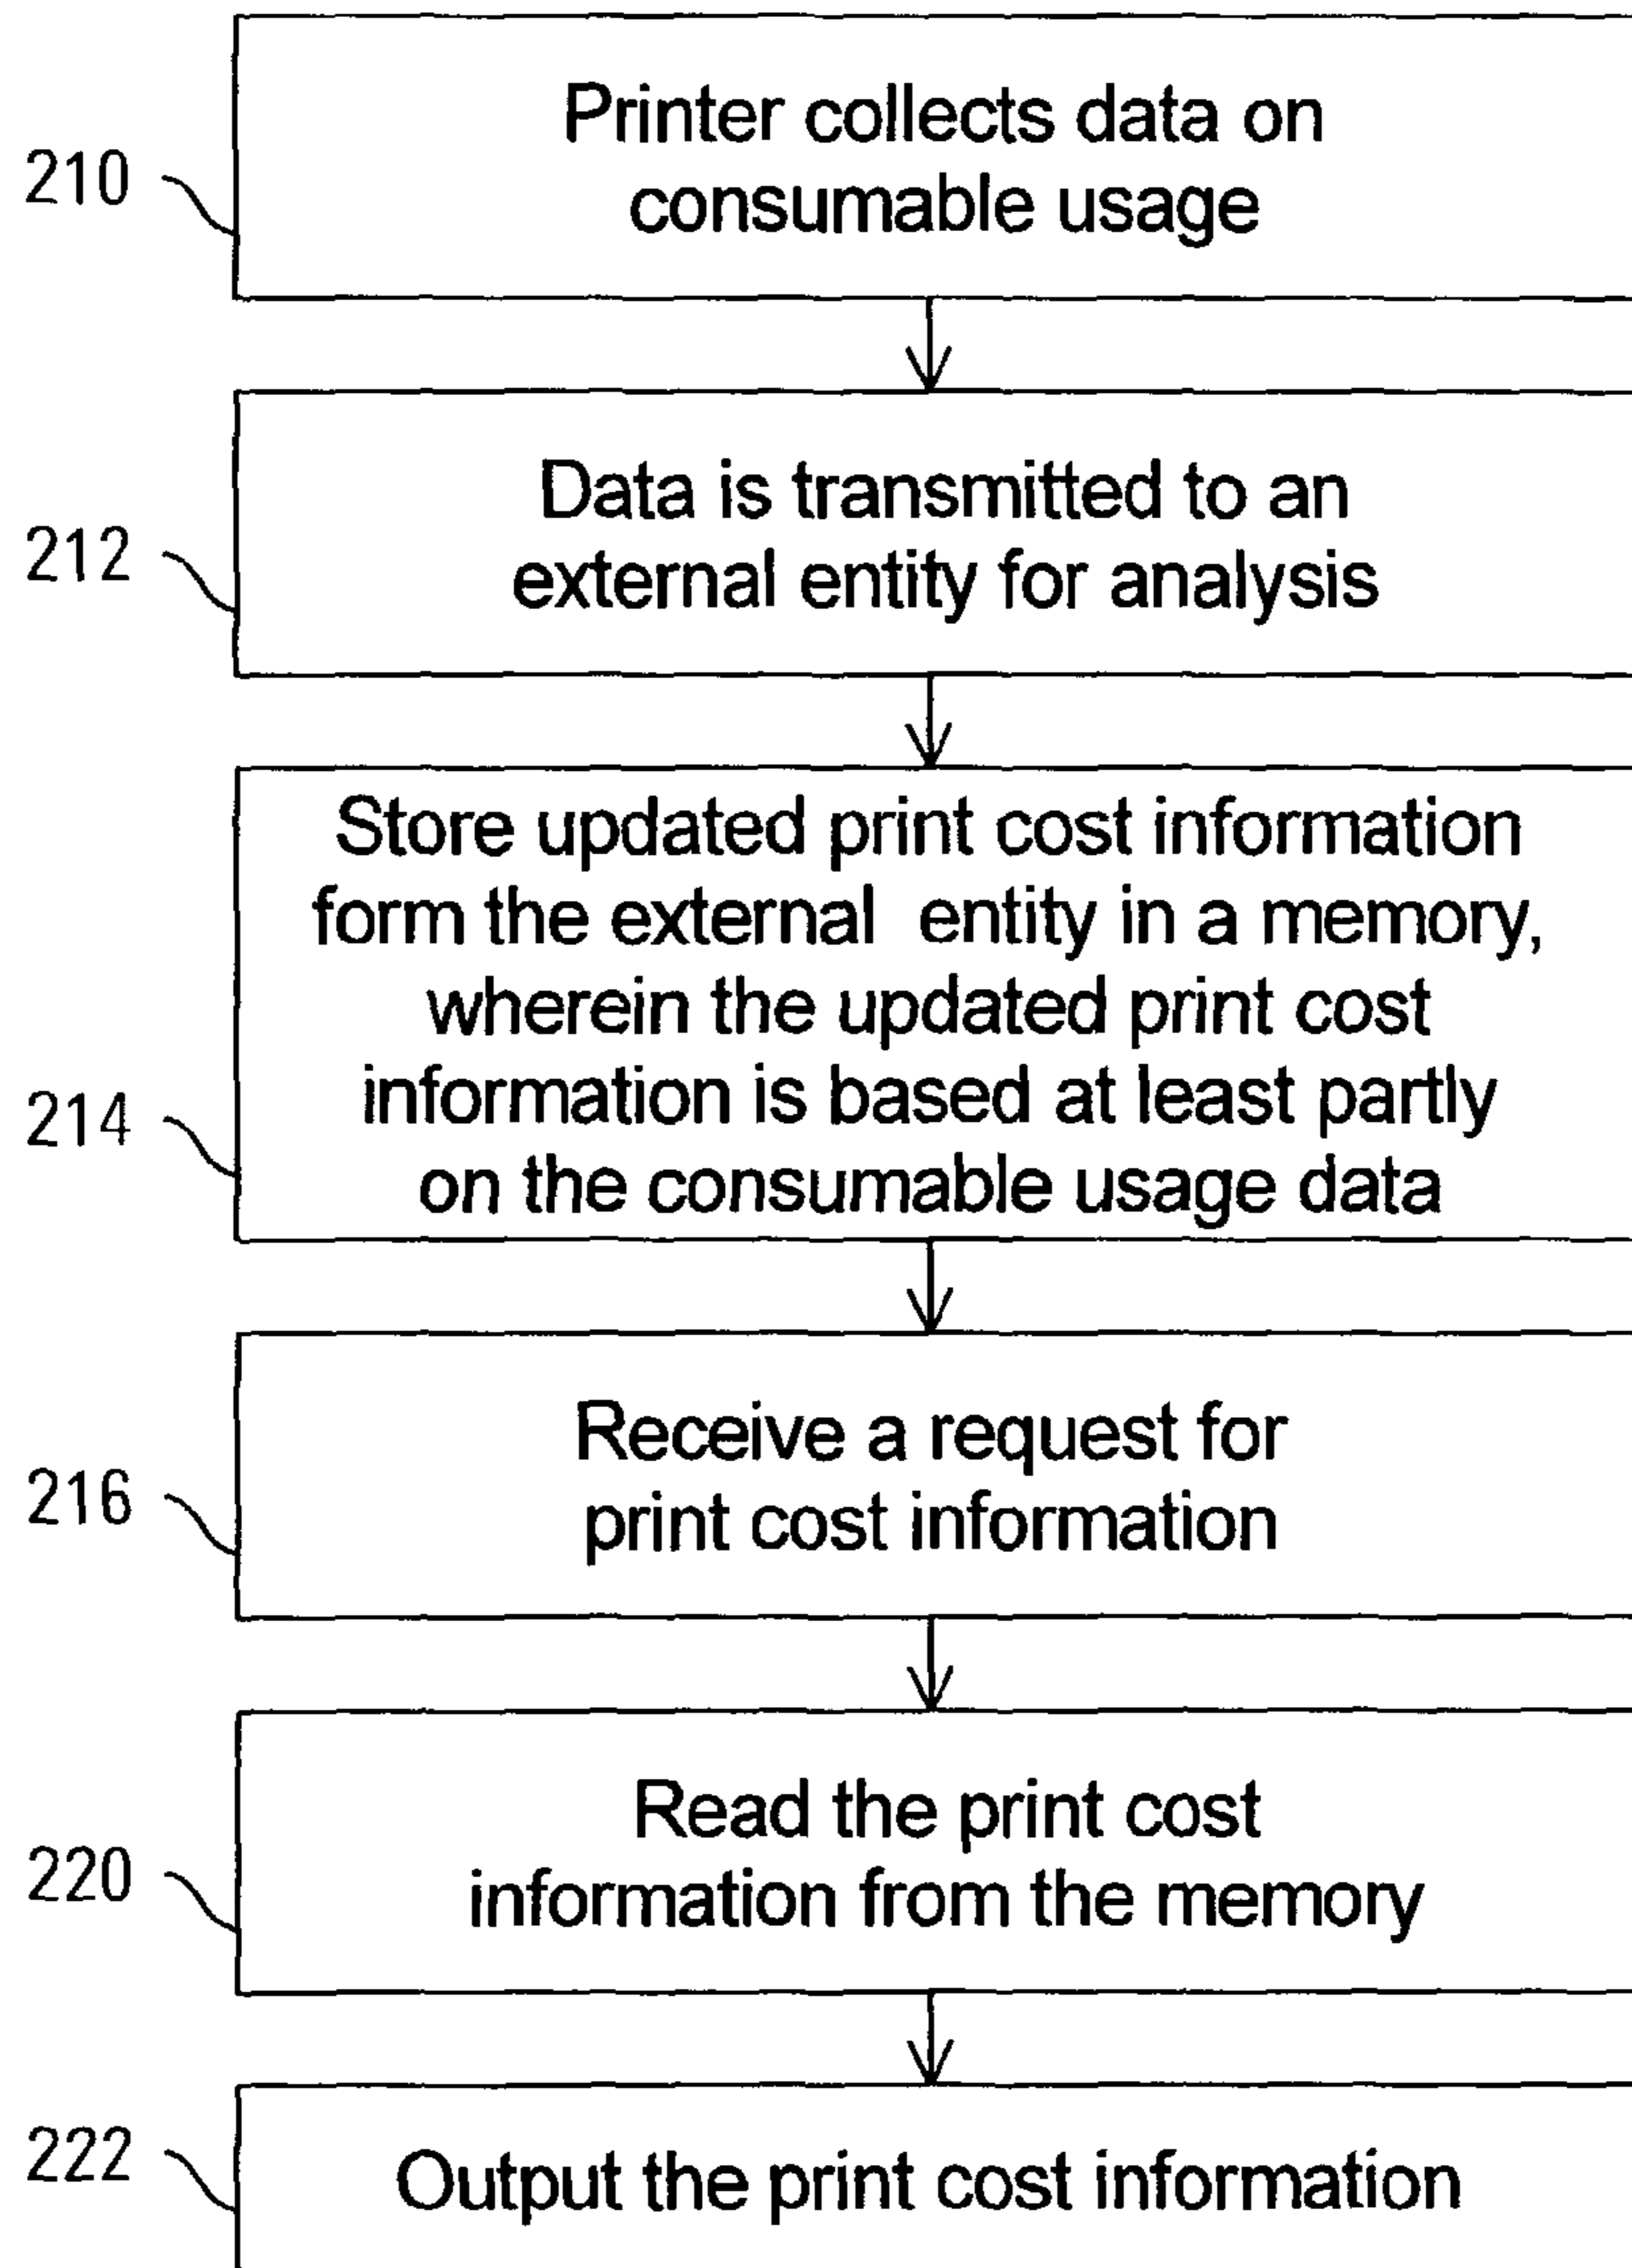 Printer collects data on
consumable usage
210
Data is transmitted to an
external entity for analysis
212
Store updated print cost information
form the external entity in a memory,
wherein the updated print cost
information is based at least partly
on the consumable usage data
214
Receive a request for
print cost information
216
Read the print cost
information from the memory
220
Output the print cost information
222